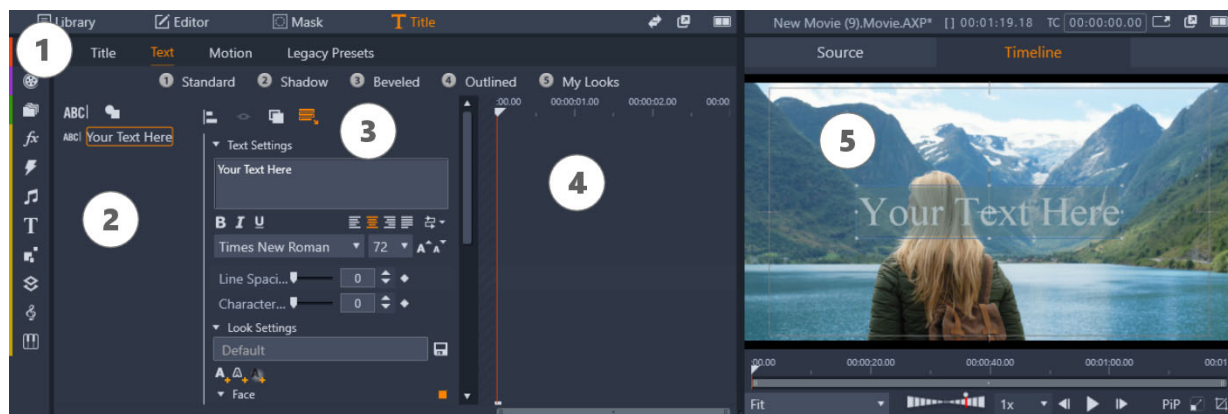 Library Editor Mask Title New Movie (9).Movie.AXP* [ ] 00:01:19.18 TC 00:00:00.00
1 Title Text Motion Legacy Presets Source Timeline
1 Standard 2 Shadow 3 Beveled 4 Outlined 5 My Looks
:00.00 00:00:01.00 00:00:02.00 00:00
ABC
3
5
ABC Your Text Here
Text Settings
Your Text Here
4
2
Your Text Here
B I U
Times New Roman 72 A A
Line Spaci... 0
Character... 0
Look Settings
Default
:00.00 00:00:20.00 00:00:40.00 00:01:00.00 00:01
A A A
Face
Fit 1x PiP
fx
T